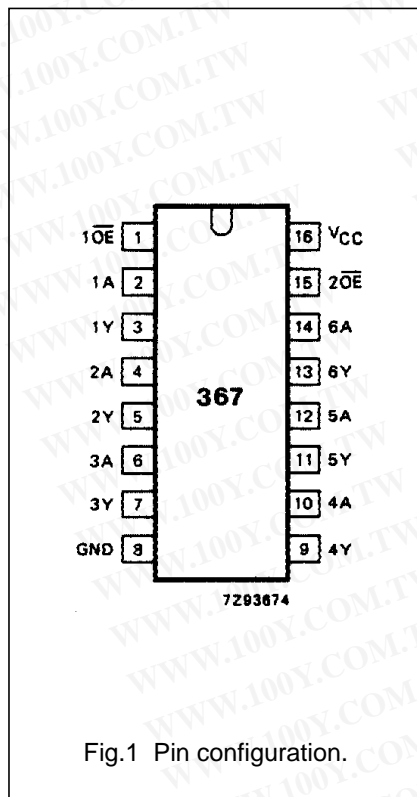 1O̅E̅ 1 16 VCC
1A 2 15 2O̅E̅
1Y 3 14 6A
2A 4 13 6Y
367
2Y 5 12 5A
3A 6 11 5Y
3Y 7 10 4A
GND 8 9 4Y
7Z93674
Fig.1 Pin configuration.
WWW.100Y.COM.TW